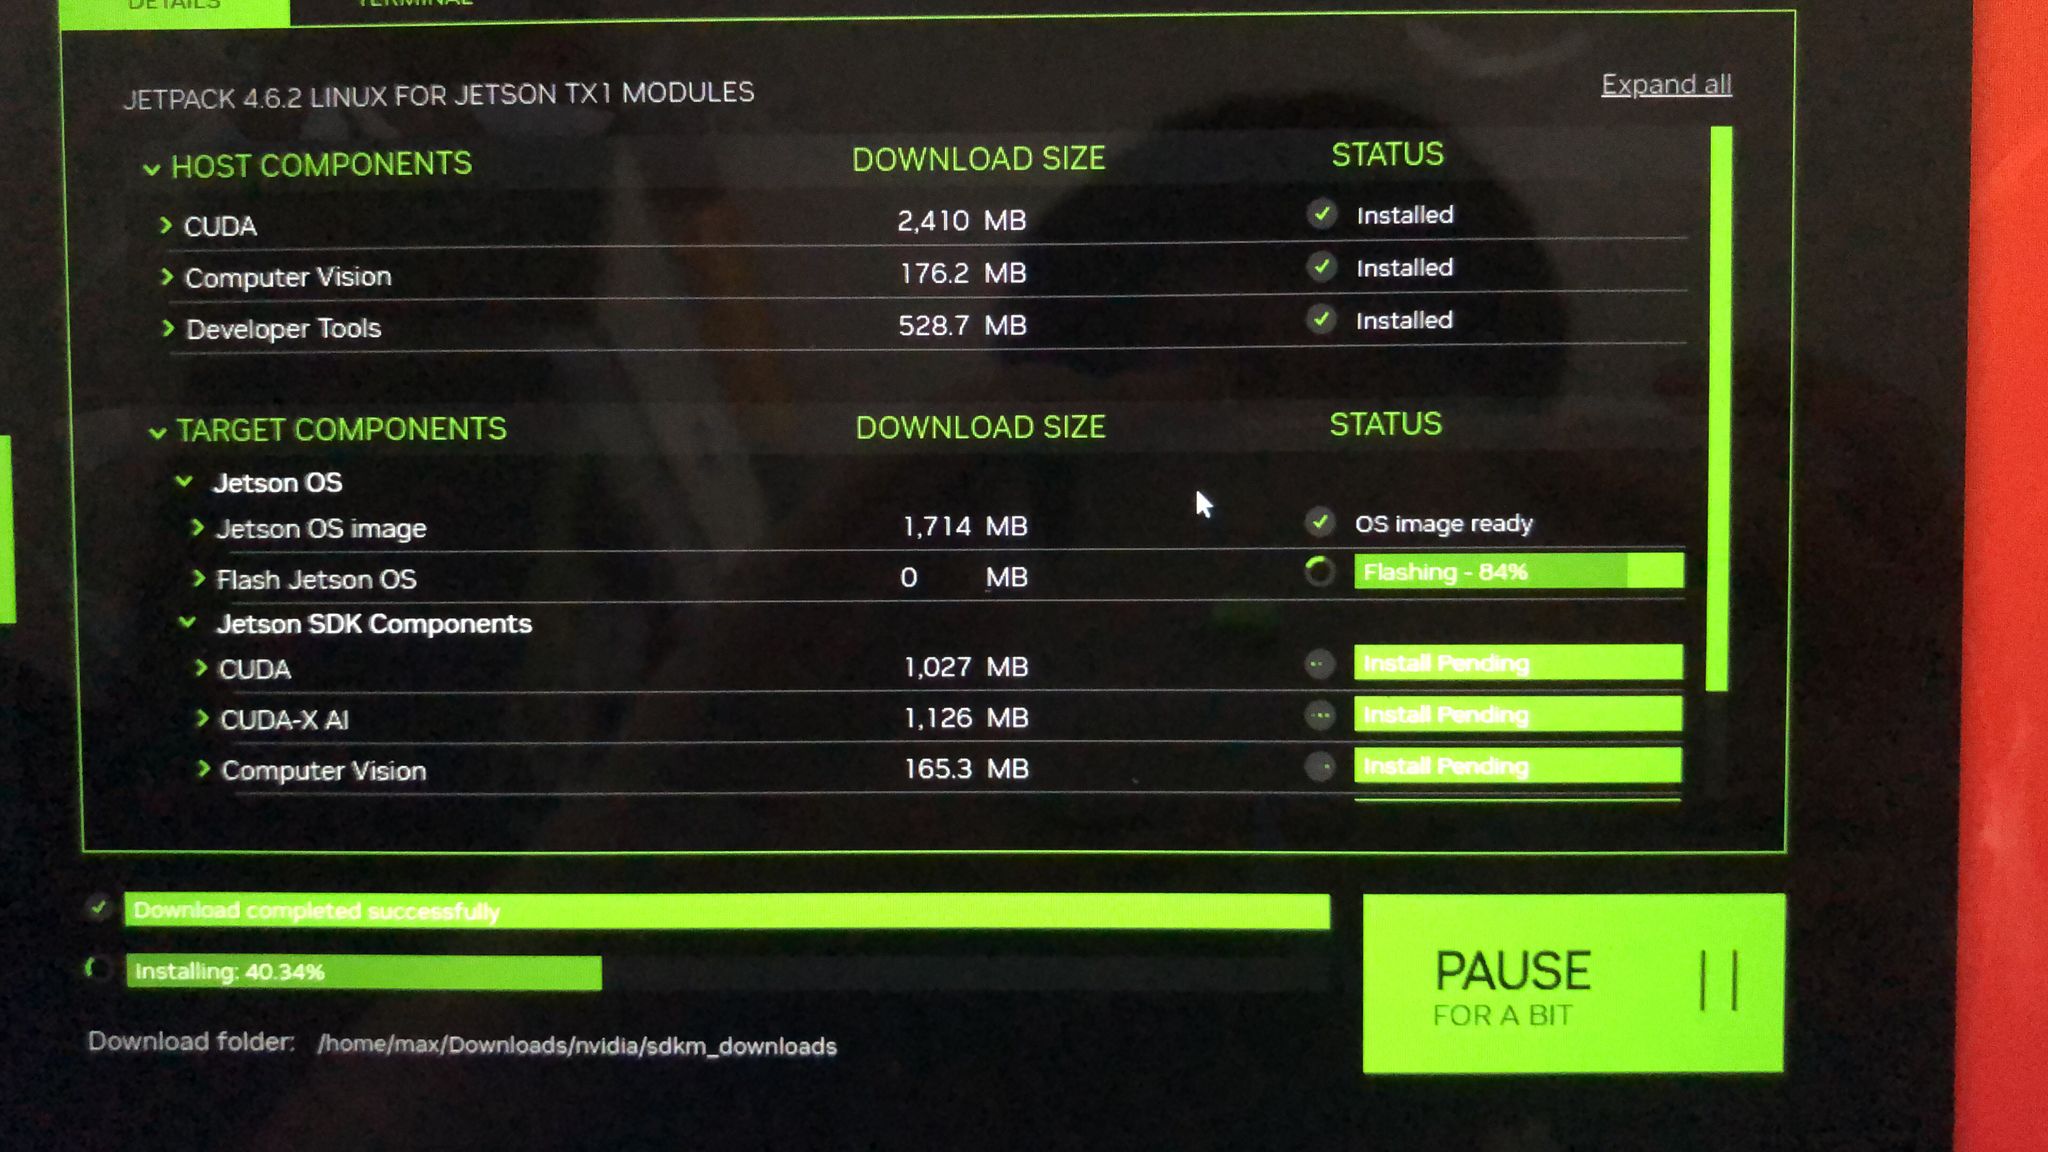 DETAILS TERMINAL
JETPACK 4.6.2 LINUX FOR JETSON TX1 MODULES Expand all
HOST COMPONENTS DOWNLOAD SIZE STATUS
CUDA 2,410 MB Installed
Computer Vision 176.2 MB Installed
Developer Tools 528.7 MB Installed
TARGET COMPONENTS DOWNLOAD SIZE STATUS
Jetson OS
Jetson OS image 1,714 MB OS image ready
Flash Jetson OS 0 MB Flashing - 84%
Jetson SDK Components
CUDA 1,027 MB Install Pending
CUDA-X AI 1,126 MB Install Pending
Computer Vision 165.3 MB Install Pending
Download completed successfully
Installing: 40.34%
PAUSE
FOR A BIT
Download folder: /home/max/Downloads/nvidia/sdkm_downloads